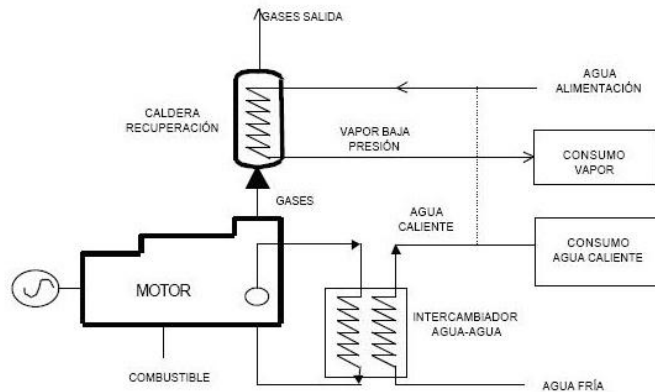 GASES SALIDA
CALDERA
RECUPERACIÓN
AGUA
ALIMENTACIÓN
VAPOR BAJA
PRESIÓN
CONSUMO
VAPOR
GASES
AGUA
CALIENTE
CONSUMO
AGUA CALIENTE
MOTOR
INTERCAMBIADOR
AGUA-AGUA
COMBUSTIBLE
AGUA FRÍA